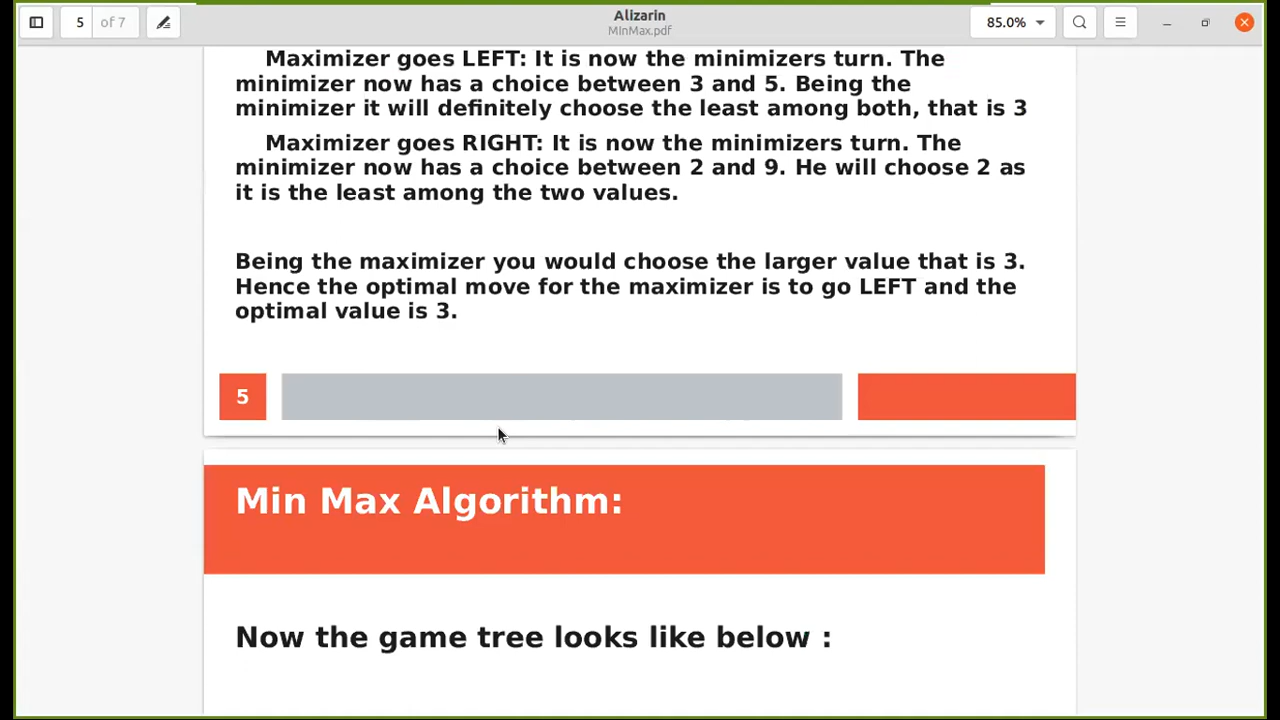 5 of 7
Alizarin
MinMax.pdf
85.0%
Maximizer goes LEFT: It is now the minimizers turn. The
minimizer now has a choice between 3 and 5. Being the
minimizer it will definitely choose the least among both, that is 3
Maximizer goes RIGHT: It is now the minimizers turn. The
minimizer now has a choice between 2 and 9. He will choose 2 as
it is the least among the two values.
Being the maximizer you would choose the larger value that is 3.
Hence the optimal move for the maximizer is to go LEFT and the
optimal value is 3.
5
Min Max Algorithm:
Now the game tree looks like below :